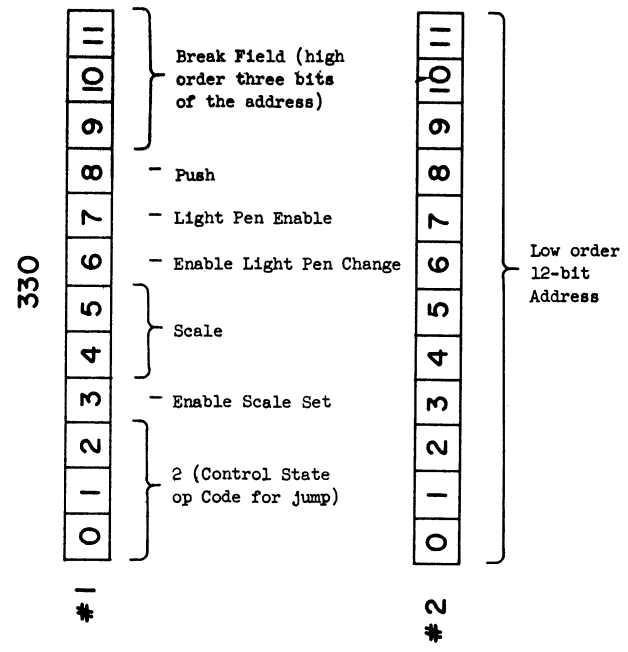 330
11
10
9
8
7
6
5
4
3
2
1
0
#1
Break Field (high
order three bits
of the address)
Push
Light Pen Enable
Enable Light Pen Change
Scale
Enable Scale Set
2 (Control State
op Code for jump)
11
10
9
8
7
6
5
4
3
2
1
0
#2
Low order
12-bit
Address